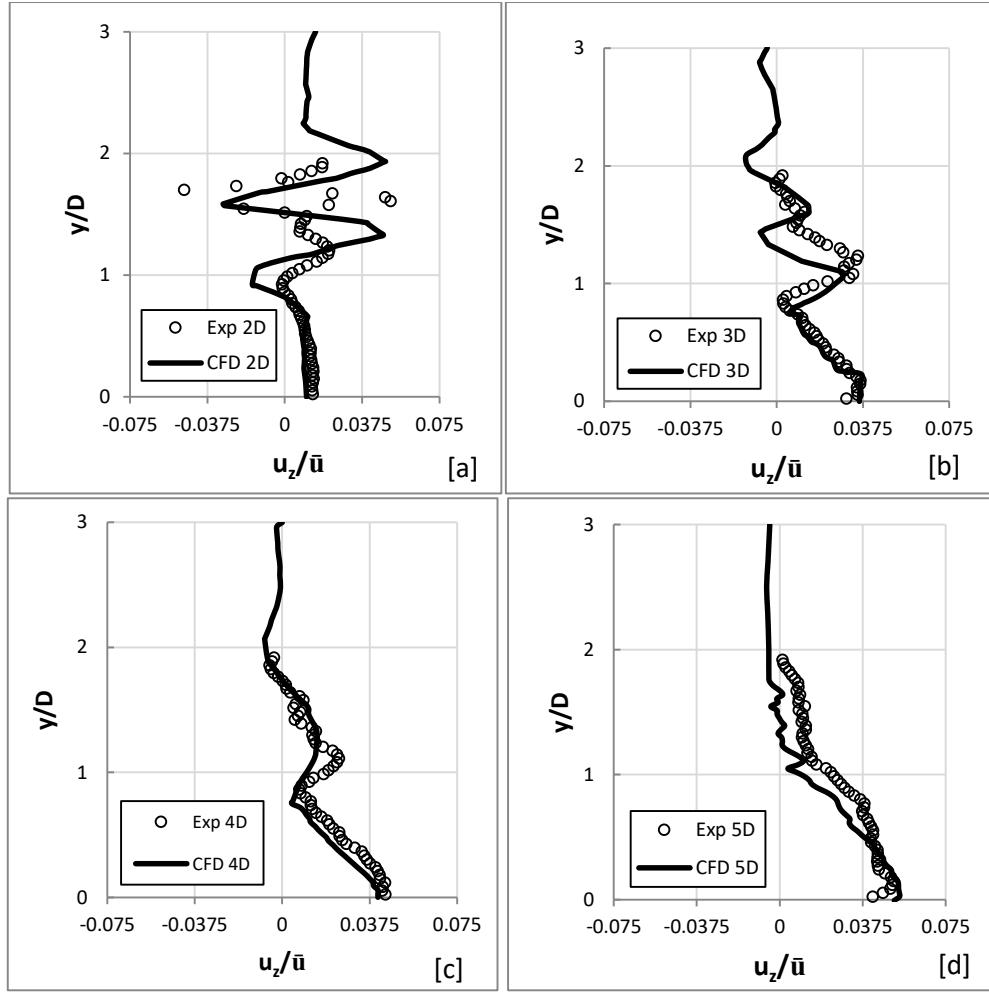 3
2
1
0
y/D
Exp 2D
CFD 2D
-0.075 -0.0375 0 0.0375 0.075
uz/ū
[a]
3
2
1
0
y/D
Exp 3D
CFD 3D
-0.075 -0.0375 0 0.0375 0.075
uz/ū
[b]
3
2
1
0
y/D
Exp 4D
CFD 4D
-0.075 -0.0375 0 0.0375 0.075
uz/ū
[c]
3
2
1
0
y/D
Exp 5D
CFD 5D
-0.075 -0.0375 0 0.0375 0.075
uz/ū
[d]